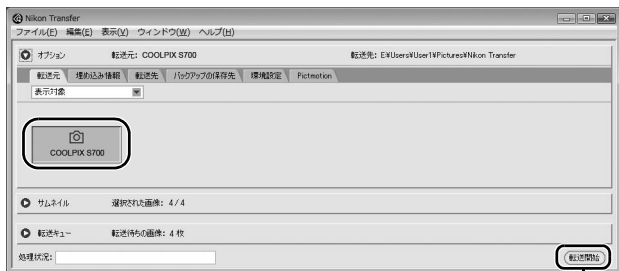 Nikon Transfer
ファイル(F) 編集(E) 表示(V) ウィンドウ(W) ヘルプ(H)
オプション 転送元: COOLPIX S700 転送先: E¥Users¥User1¥Pictures¥Nikon Transfer
転送元 埋め込み情報 転送先 バックアップの保存先 環境設定 Pictmotion
表示対象
COOLPIX S700
サムネイル 選択された画像: 4/4
転送キュー 転送待ちの画像: 4 枚
処理状況:
転送開始